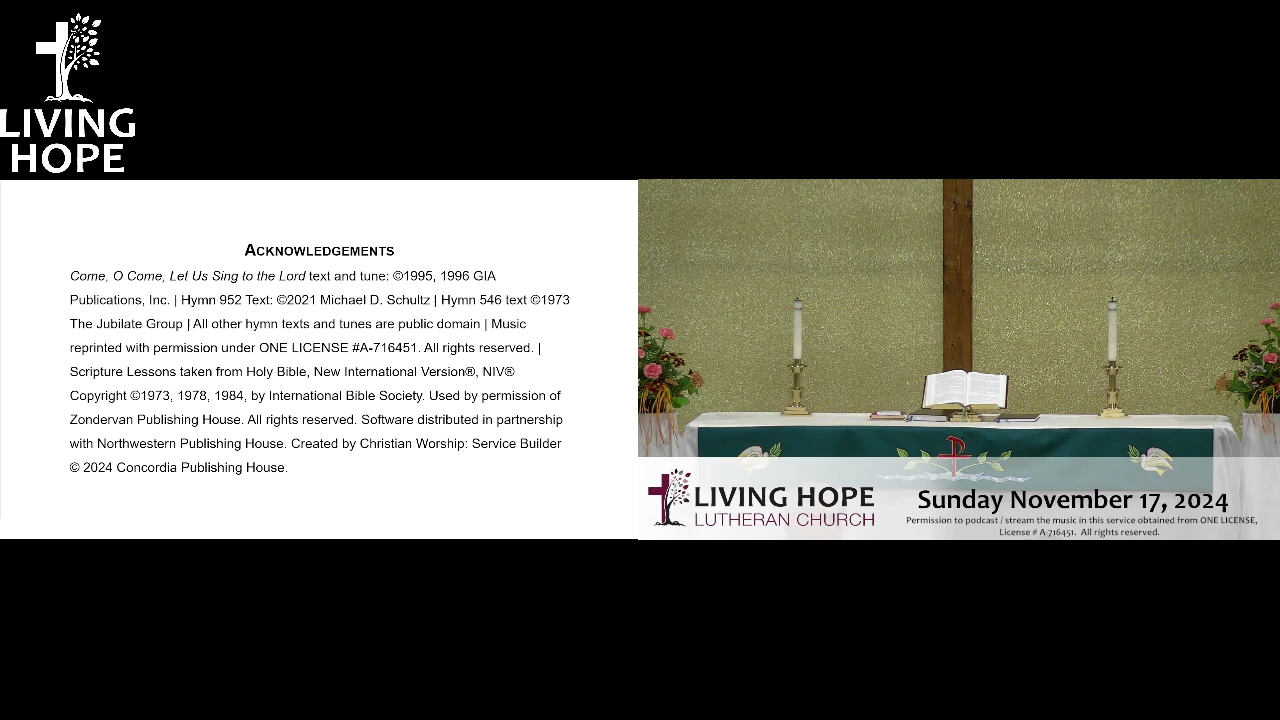 LIVING
HOPE
ACKNOWLEDGEMENTS
Come, O Come, Let Us Sing to the Lord text and tune: ©1995, 1996 GIA
Publications, Inc. | Hymn 952 Text: ©2021 Michael D. Schultz | Hymn 546 text ©1973
The Jubilate Group | All other hymn texts and tunes are public domain | Music
reprinted with permission under ONE LICENSE #A-716451. All rights reserved. |
Scripture Lessons taken from Holy Bible, New International Version®, NIV®
Copyright ©1973, 1978, 1984, by International Bible Society. Used by permission of
Zondervan Publishing House. All rights reserved. Software distributed in partnership
with Northwestern Publishing House. Created by Christian Worship: Service Builder
© 2024 Concordia Publishing House.
LIVING HOPE
LUTHERAN CHURCH
Sunday November 17, 2024
Permission to podcast / stream the music in this service obtained from ONE LICENSE,
License # A-716451. All rights reserved.